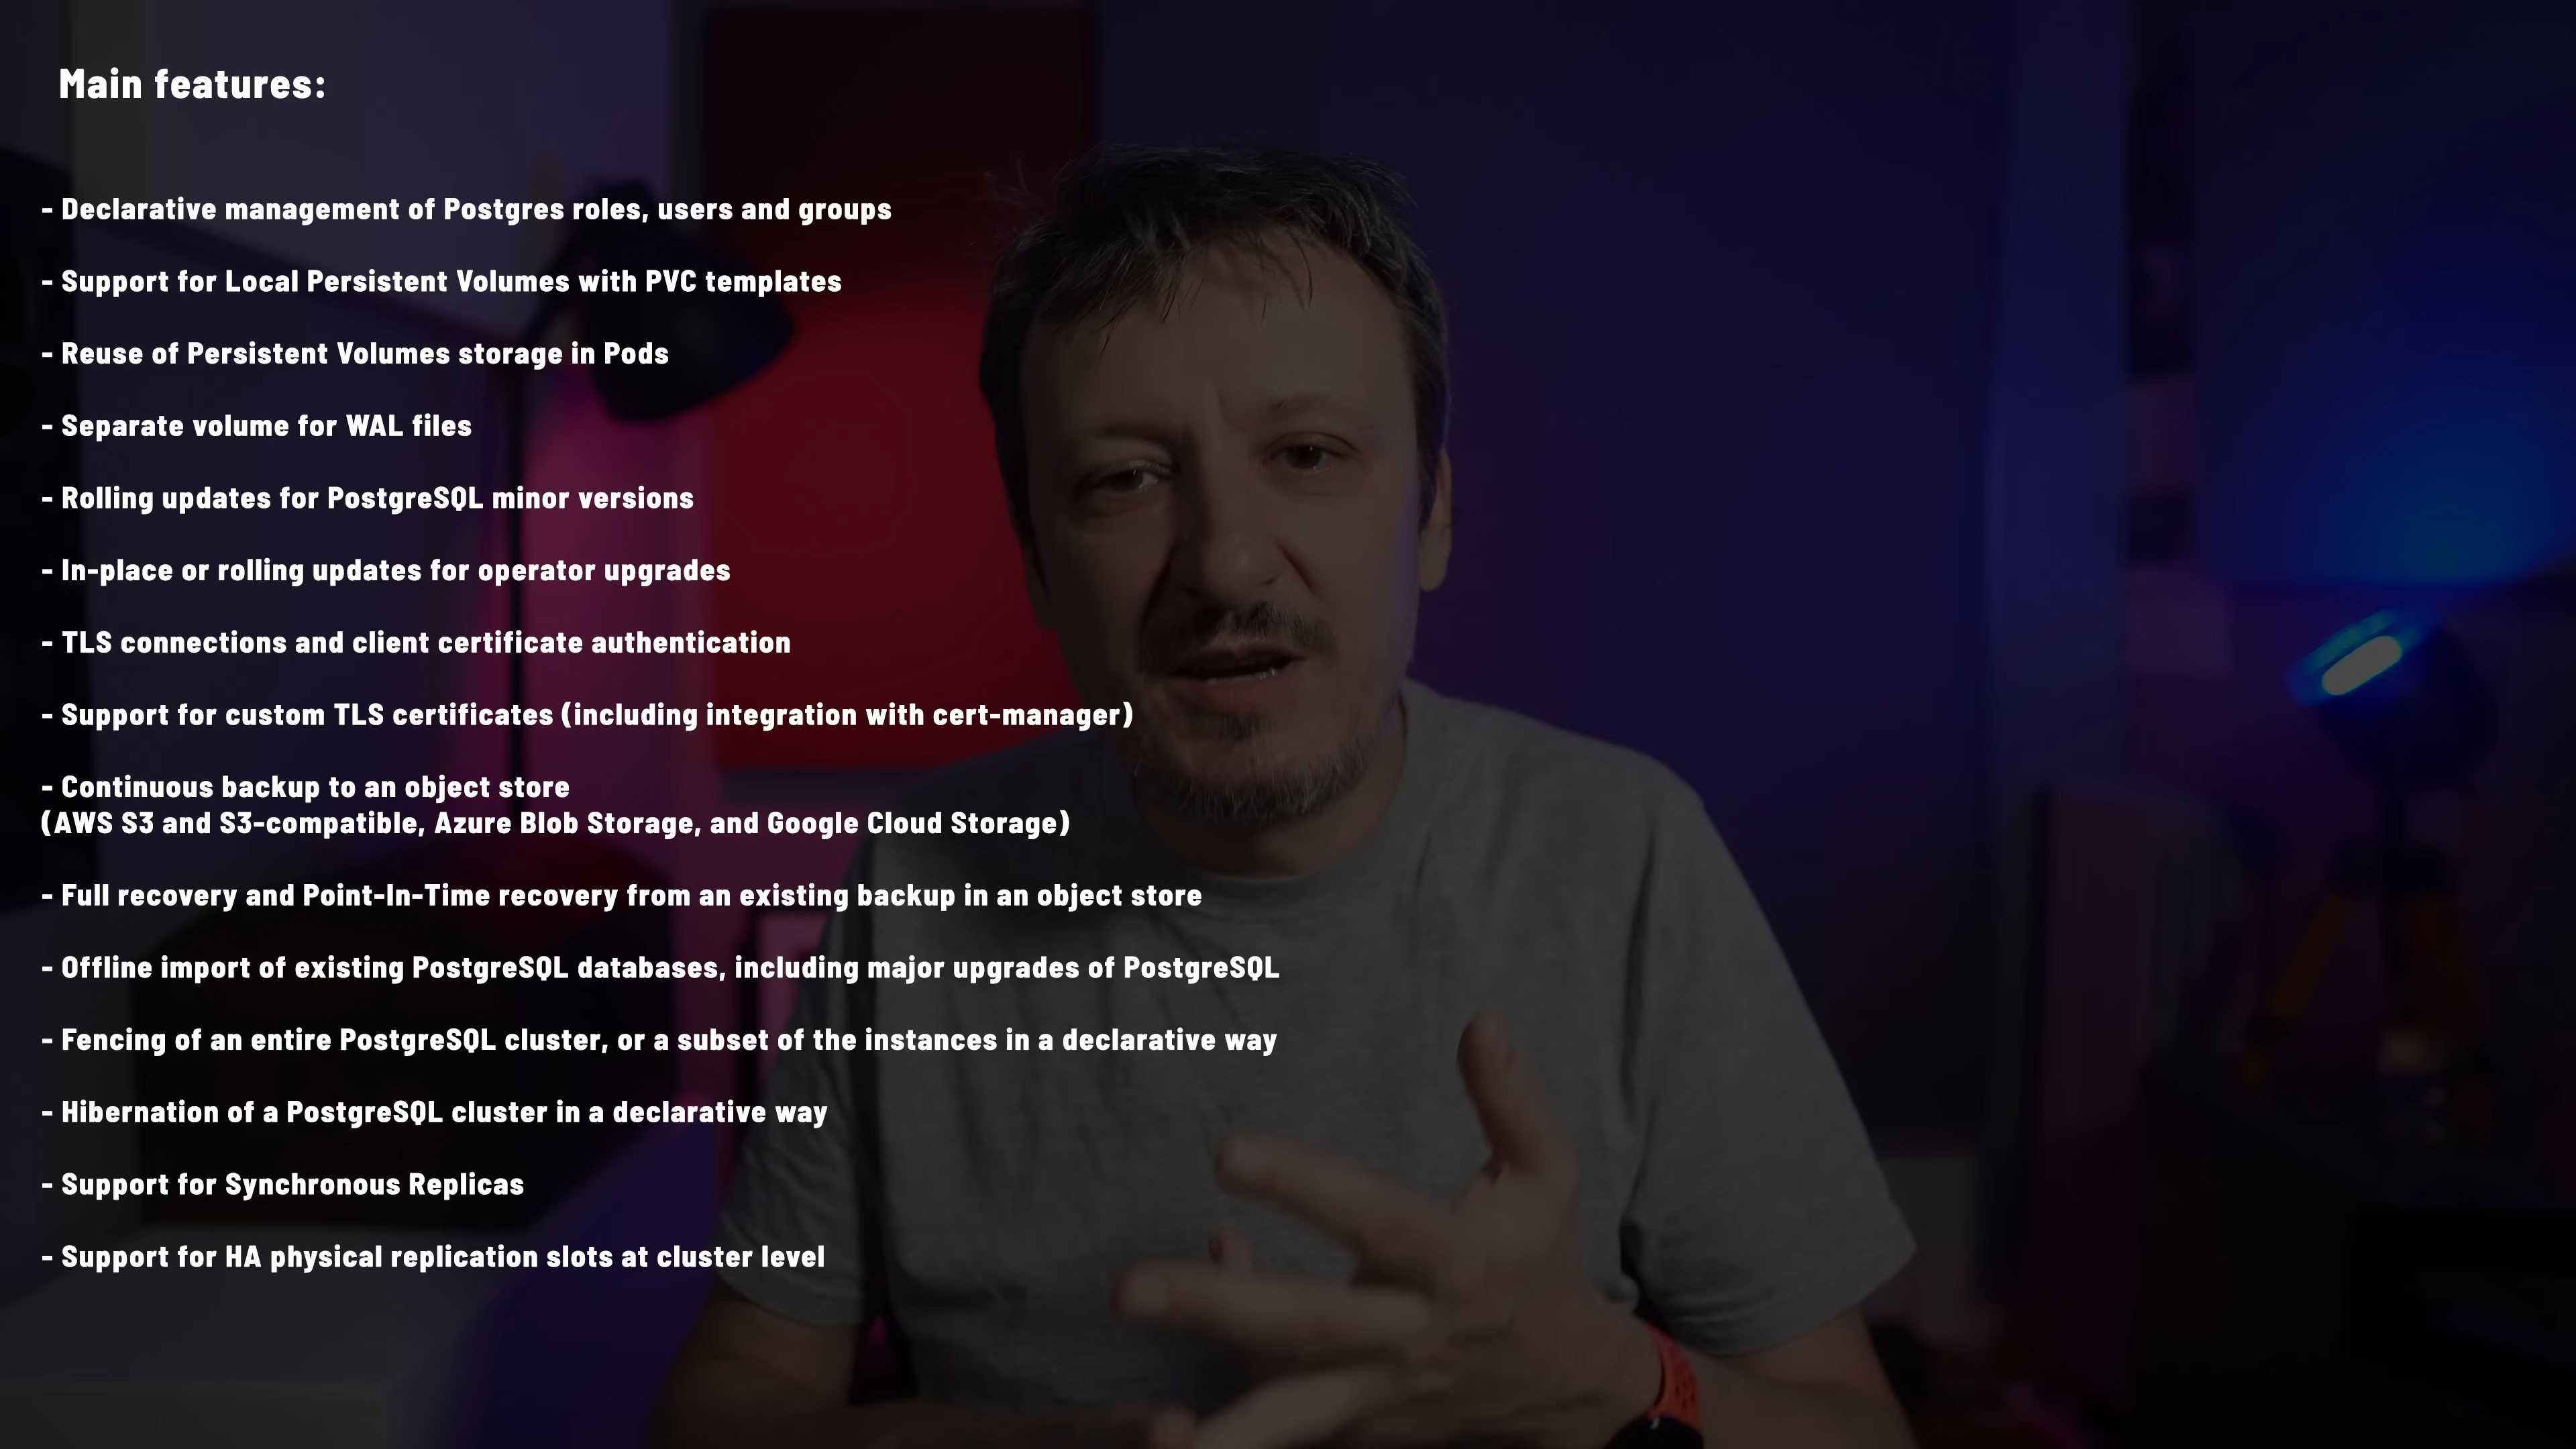 Main features:
- Declarative management of Postgres roles, users and groups
- Support for Local Persistent Volumes with PVC templates
- Reuse of Persistent Volumes storage in Pods
- Separate volume for WAL files
- Rolling updates for PostgreSQL minor versions
- In-place or rolling updates for operator upgrades
- TLS connections and client certificate authentication
- Support for custom TLS certificates (including integration with cert-manager)
- Continuous backup to an object store
(AWS S3 and S3-compatible, Azure Blob Storage, and Google Cloud Storage)
- Full recovery and Point-In-Time recovery from an existing backup in an object store
- Offline import of existing PostgreSQL databases, including major upgrades of PostgreSQL
- Fencing of an entire PostgreSQL cluster, or a subset of the instances in a declarative way
- Hibernation of a PostgreSQL cluster in a declarative way
- Support for Synchronous Replicas
- Support for HA physical replication slots at cluster level